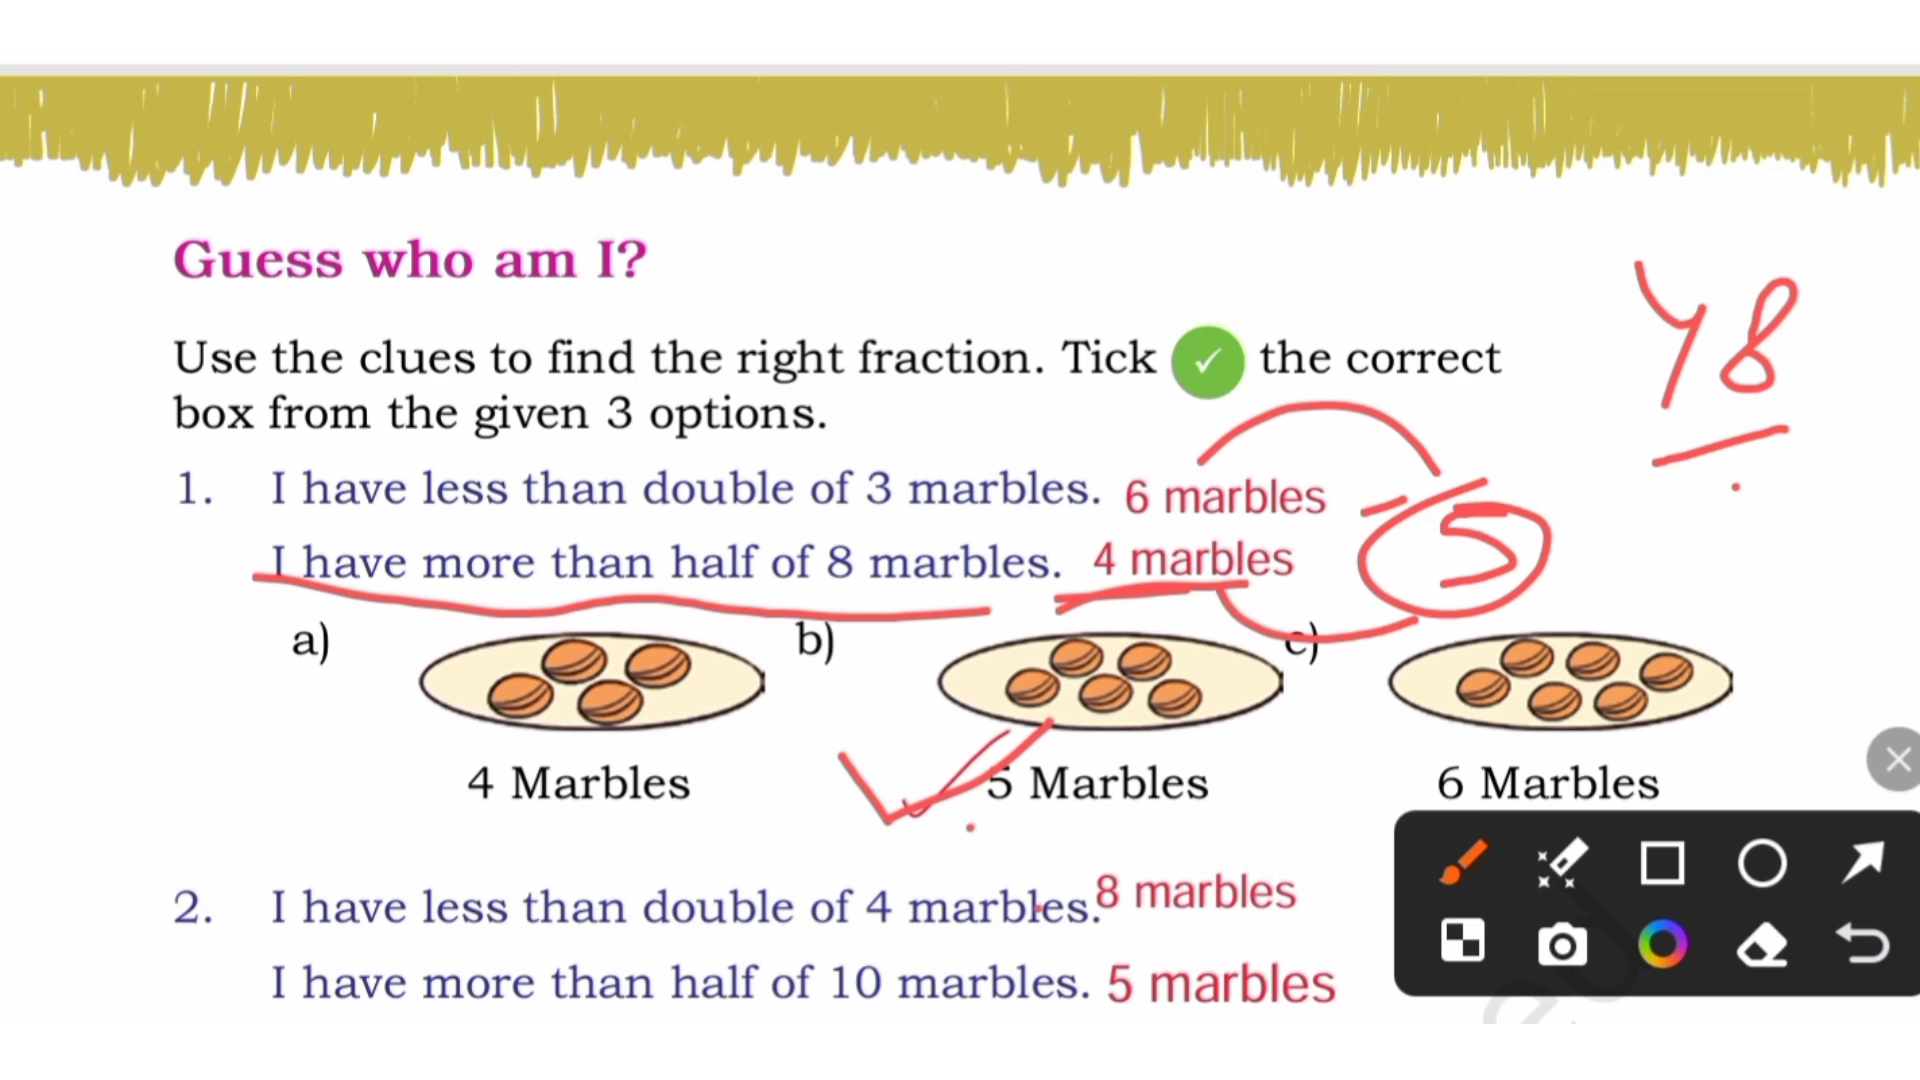 Guess who am I?
Use the clues to find the right fraction. Tick ✓ the correct
box from the given 3 options.
1. I have less than double of 3 marbles. 6 marbles
I have more than half of 8 marbles. 4 marbles
5
a) b) c)
4 Marbles 5 Marbles 6 Marbles
2. I have less than double of 4 marbles. 8 marbles
I have more than half of 10 marbles. 5 marbles